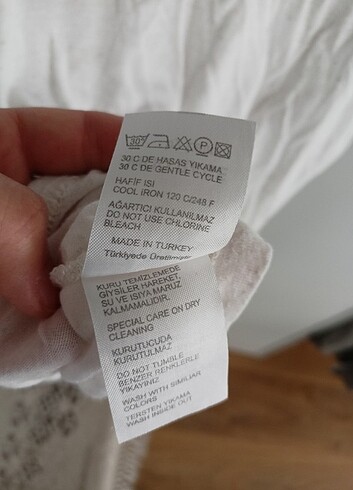 30°
P
30 C DE HASAS YIKAMA
30 C DE GENTLE CYCLE
HAFİF ISI
COOL IRON 120 C/248 F
AĞARTICI KULLANILMAZ
DO NOT USE CHLORINE
BLEACH
MADE IN TURKEY
Türkiyede Üretilmiştir
KURU TEMİZLEMEDE
GİYSİLER HAREKET,
SU VE ISIYA MARUZ
KALMAMALIDIR.
SPECIAL CARE ON DRY
CLEANING
KURUTUCUDA
KURUTULMAZ
DO NOT TUMBLE
BENZER RENKLERLE
YIKAYINIZ
WASH WITH SIMILIAR
COLORS
TERSTEN YIKAMA
WASH INSIDE OUT